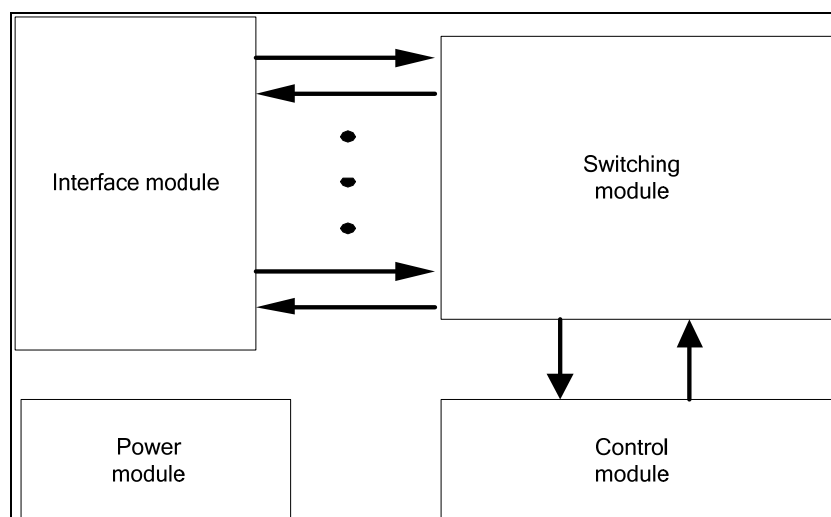 Interface module
Switching
module
Power
module
Control
module